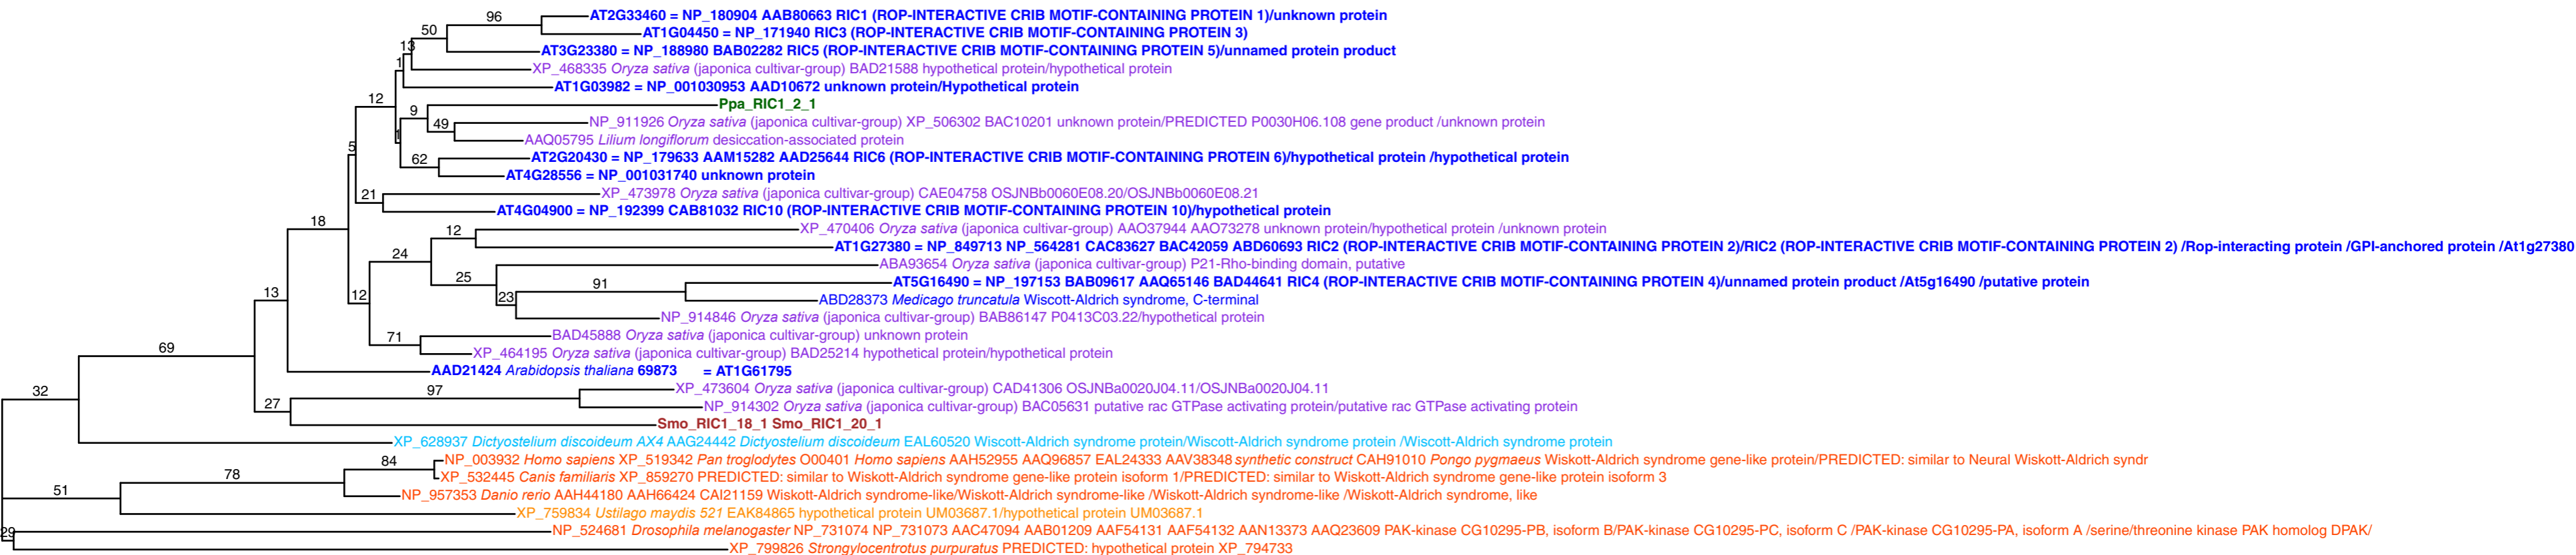 96
AT2G33460 = NP_180904 AAB80663 RIC1 (ROP-INTERACTIVE CRIB MOTIF-CONTAINING PROTEIN 1)/unknown protein
50
AT1G04450 = NP_171940 RIC3 (ROP-INTERACTIVE CRIB MOTIF-CONTAINING PROTEIN 3)
13
AT3G23380 = NP_188980 BAB02282 RIC5 (ROP-INTERACTIVE CRIB MOTIF-CONTAINING PROTEIN 5)/unnamed protein product
1
XP_468335 Oryza sativa (japonica cultivar-group) BAD21588 hypothetical protein/hypothetical protein
AT1G03982 = NP_001030953 AAD10672 unknown protein/Hypothetical protein
12
Ppa_RIC1_2_1
9
49
NP_911926 Oryza sativa (japonica cultivar-group) XP_506302 BAC10201 unknown protein/PREDICTED P0030H06.108 gene product /unknown protein
1
AAQ05795 Lilium longiflorum desiccation-associated protein
5
62
AT2G20430 = NP_179633 AAM15282 AAD25644 RIC6 (ROP-INTERACTIVE CRIB MOTIF-CONTAINING PROTEIN 6)/hypothetical protein /hypothetical protein
AT4G28556 = NP_001031740 unknown protein
21
XP_473978 Oryza sativa (japonica cultivar-group) CAE04758 OSJNBb0060E08.20/OSJNBb0060E08.21
AT4G04900 = NP_192399 CAB81032 RIC10 (ROP-INTERACTIVE CRIB MOTIF-CONTAINING PROTEIN 10)/hypothetical protein
18
12
XP_470406 Oryza sativa (japonica cultivar-group) AAO37944 AAO73278 unknown protein/hypothetical protein /unknown protein
24
AT1G27380 = NP_849713 NP_564281 CAC83627 BAC42059 ABD60693 RIC2 (ROP-INTERACTIVE CRIB MOTIF-CONTAINING PROTEIN 2)/RIC2 (ROP-INTERACTIVE CRIB MOTIF-CONTAINING PROTEIN 2) /Rop-interacting protein /GPI-anchored protein /At1g27380
25
ABA93654 Oryza sativa (japonica cultivar-group) P21-Rho-binding domain, putative
91
AT5G16490 = NP_197153 BAB09617 AAQ65146 BAD44641 RIC4 (ROP-INTERACTIVE CRIB MOTIF-CONTAINING PROTEIN 4)/unnamed protein product /At5g16490 /putative protein
13
12
23
ABD28373 Medicago truncatula Wiscott-Aldrich syndrome, C-terminal
NP_914846 Oryza sativa (japonica cultivar-group) BAB86147 P0413C03.22/hypothetical protein
71
BAD45888 Oryza sativa (japonica cultivar-group) unknown protein
XP_464195 Oryza sativa (japonica cultivar-group) BAD25214 hypothetical protein/hypothetical protein
69
AAD21424 Arabidopsis thaliana 69873 = AT1G61795
32
97
XP_473604 Oryza sativa (japonica cultivar-group) CAD41306 OSJNBa0020J04.11/OSJNBa0020J04.11
27
NP_914302 Oryza sativa (japonica cultivar-group) BAC05631 putative rac GTPase activating protein/putative rac GTPase activating protein
Smo_RIC1_18_1 Smo_RIC1_20_1
XP_628937 Dictyostelium discoideum AX4 AAG24442 Dictyostelium discoideum EAL60520 Wiscott-Aldrich syndrome protein/Wiscott-Aldrich syndrome protein /Wiscott-Aldrich syndrome protein
84
NP_003932 Homo sapiens XP_519342 Pan troglodytes O00401 Homo sapiens AAH52955 AAQ96857 EAL24333 AAV38348 synthetic construct CAH91010 Pongo pygmaeus Wiskott-Aldrich syndrome gene-like protein/PREDICTED: similar to Neural Wiskott-Aldrich syndr
78
XP_532445 Canis familiaris XP_859270 PREDICTED: similar to Wiskott-Aldrich syndrome gene-like protein isoform 1/PREDICTED: similar to Wiskott-Aldrich syndrome gene-like protein isoform 3
51
NP_957353 Danio rerio AAH44180 AAH66424 CAI21159 Wiskott-Aldrich syndrome-like/Wiskott-Aldrich syndrome-like /Wiskott-Aldrich syndrome-like /Wiskott-Aldrich syndrome, like
XP_759834 Ustilago maydis 521 EAK84865 hypothetical protein UM03687.1/hypothetical protein UM03687.1
29
NP_524681 Drosophila melanogaster NP_731074 NP_731073 AAC47094 AAB01209 AAF54131 AAF54132 AAN13373 AAQ23609 PAK-kinase CG10295-PB, isoform B/PAK-kinase CG10295-PC, isoform C /PAK-kinase CG10295-PA, isoform A /serine/threonine kinase PAK homolog DPAK/
XP_799826 Strongylocentrotus purpuratus PREDICTED: hypothetical protein XP_794733